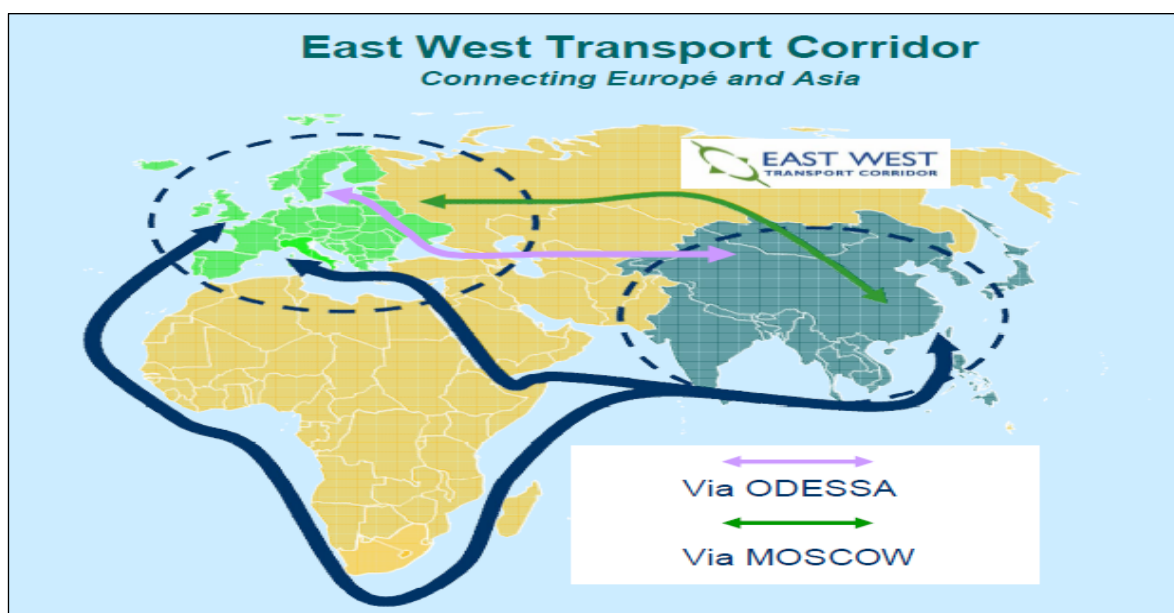 East West Transport Corridor
Connecting Europé and Asia
EAST WEST
TRANSPORT CORRIDOR
Via ODESSA
Via MOSCOW